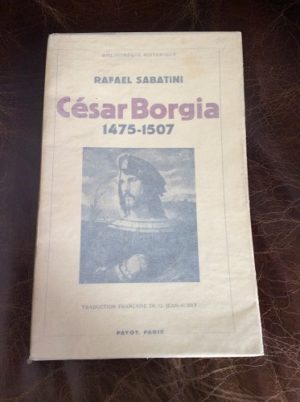 BIBLIOTHÈQUE HISTORIQUE
RAFAEL SABATINI
César Borgia
1475-1507
TRADUCTION FRANÇAISE DE G. JEAN-AUBRY
PAYOT, PARIS